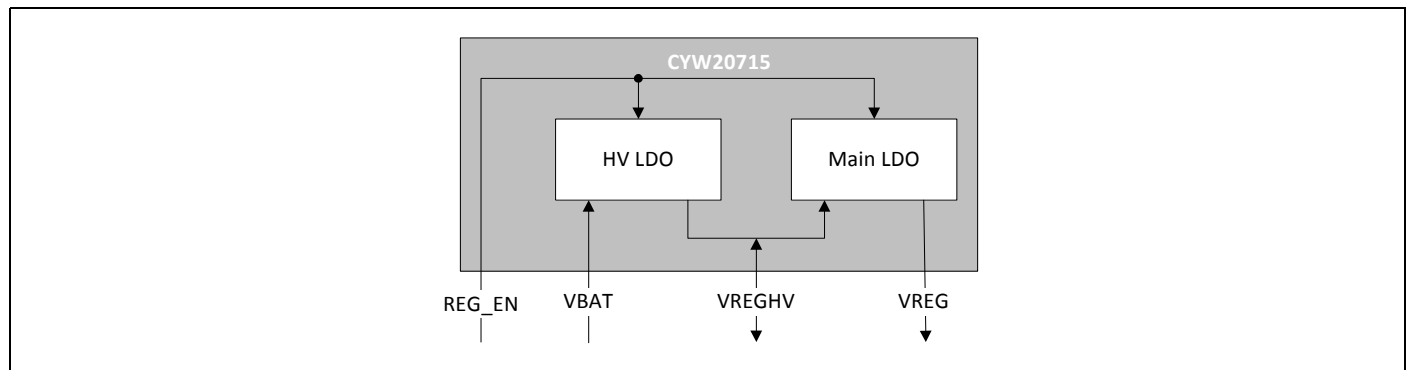 CYW20715
HV LDO
Main LDO
REG_EN
VBAT
VREGHV
VREG